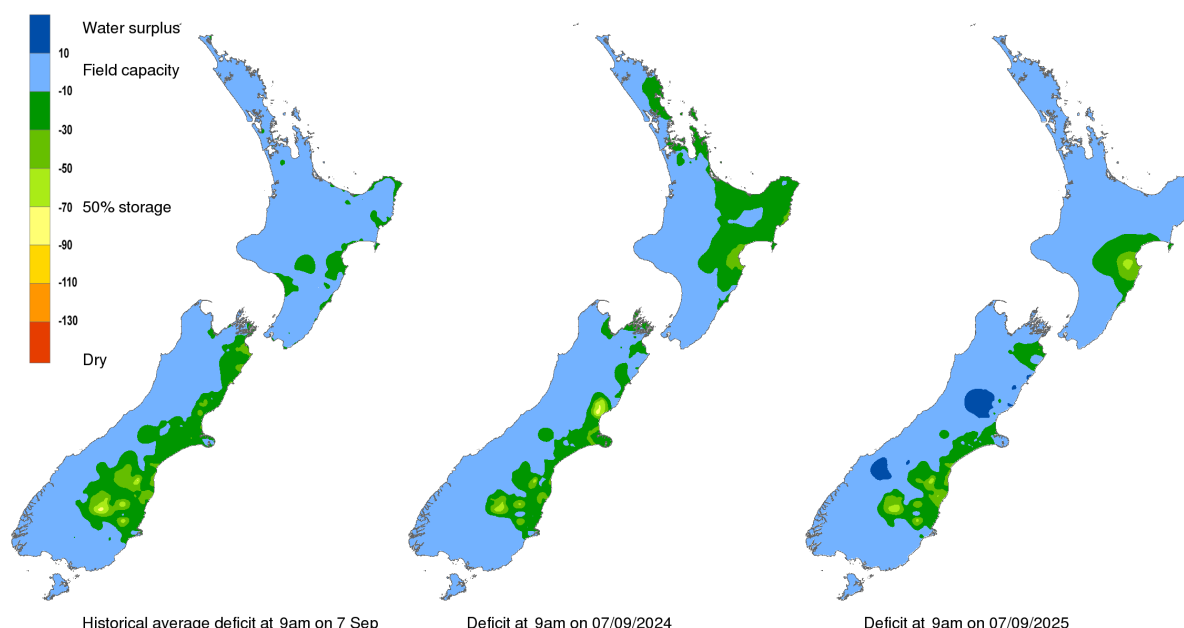 Water surplus
10
Field capacity
-10
-30
-50
-70
50% storage
-90
-110
-130
Dry
Historical average deficit at 9am on 7 Sep
Deficit at 9am on 07/09/2024
Deficit at 9am on 07/09/2025